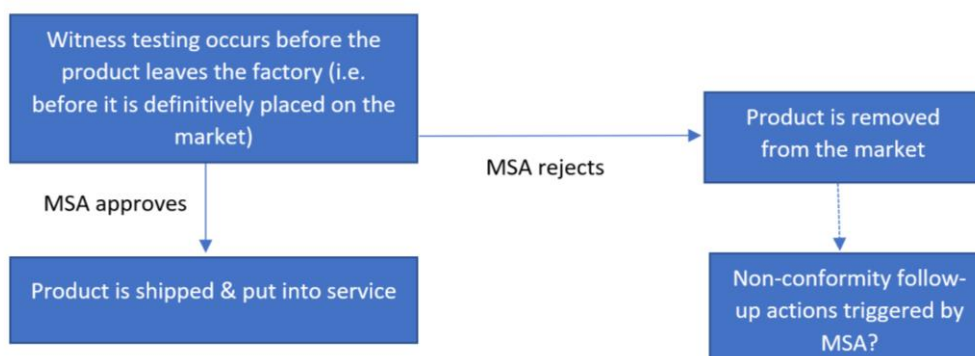 Witness testing occurs before the
product leaves the factory (i.e.
before it is definitively placed on the
market)
MSA rejects
Product is removed
from the market
MSA approves
Product is shipped & put into service
Non-conformity follow-
up actions triggered by
MSA?